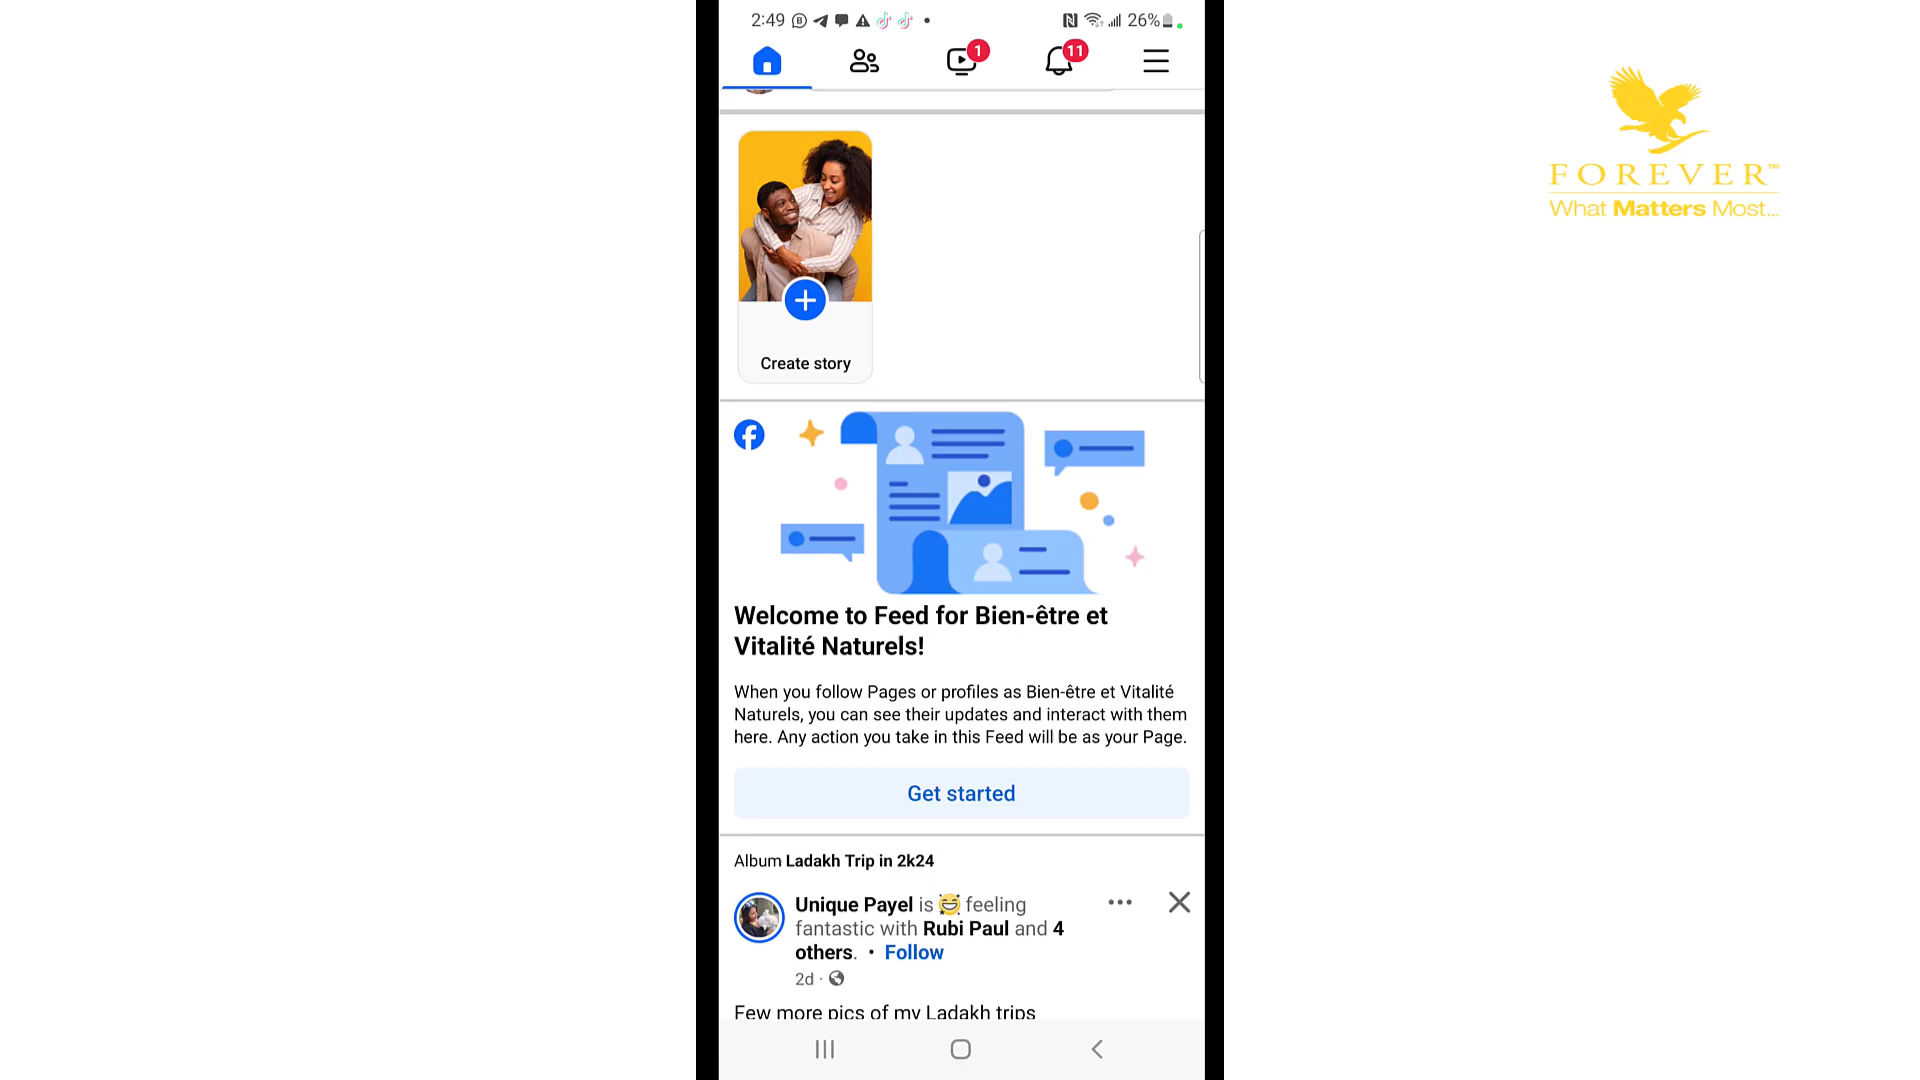 2:49
26%
1
11
FOREVER™
What Matters Most...
Create story
Welcome to Feed for Bien-être et
Vitalité Naturels!
When you follow Pages or profiles as Bien-être et Vitalité
Naturels, you can see their updates and interact with them
here. Any action you take in this Feed will be as your Page.
Get started
Album Ladakh Trip in 2k24
Unique Payel is 😆 feeling
fantastic with Rubi Paul and 4
others. • Follow
2d ·
Few more pics of my Ladakh trips